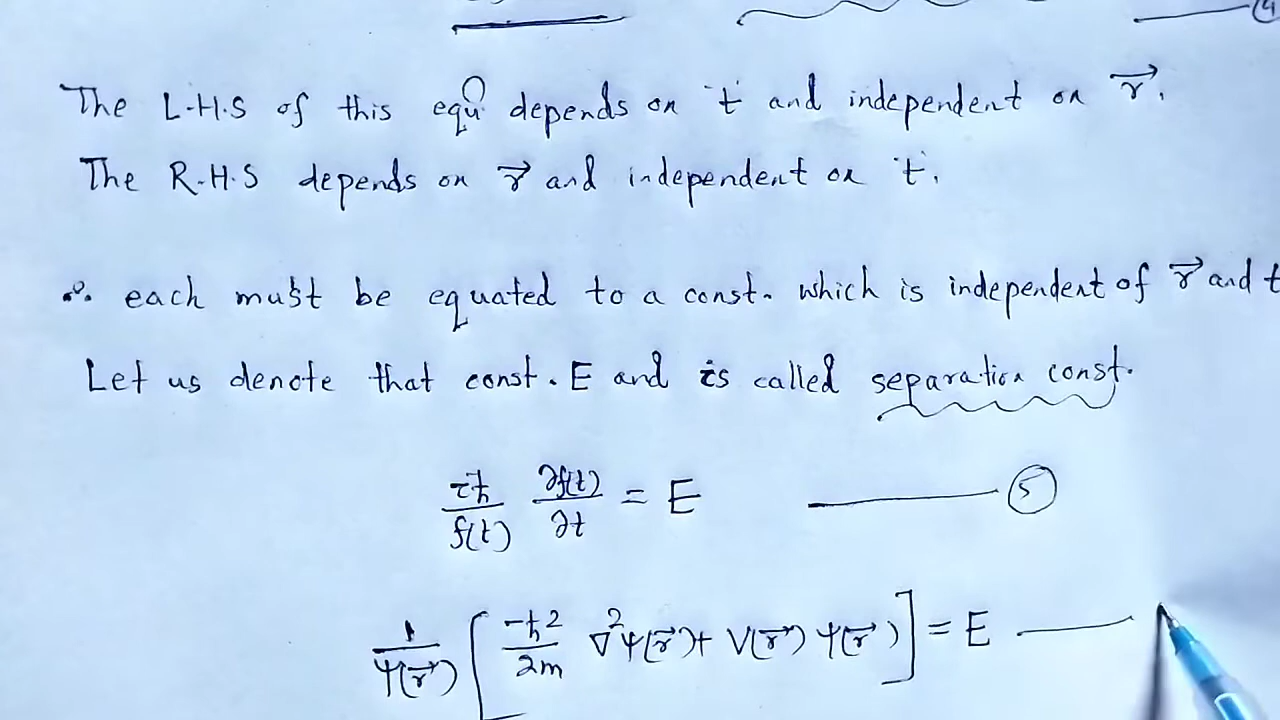 ④
The L.H.S of this equⁿ depends on 't' and independent on r⃗.
The R.H.S depends on r⃗ and independent on 't'.
∴ each must be equated to a const. which is independent of r⃗ and t
Let us denote that const. E and is called separation const.
iħ/f(t) ∂f(t)/∂t = E ——— ⑤
1/ψ(r⃗) [ -ħ²/2m ∇²ψ(r⃗) + V(r⃗) ψ(r⃗) ] = E ———